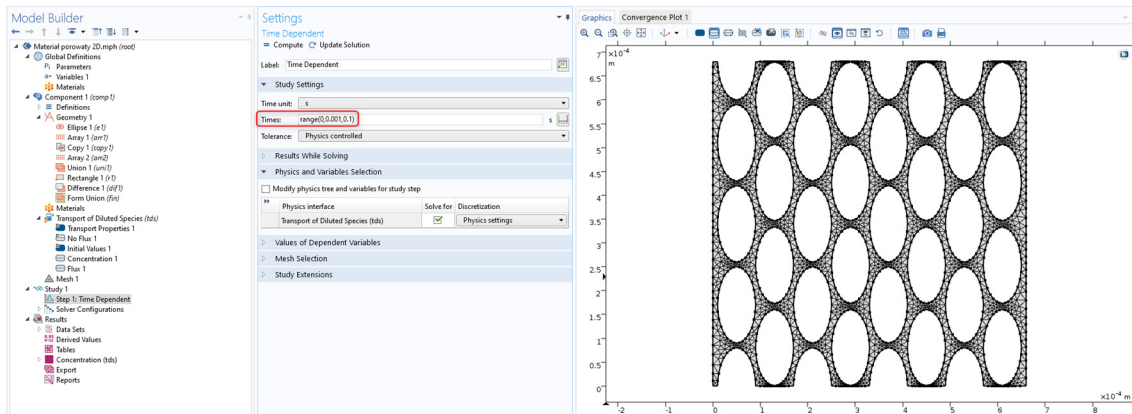 Model Builder
Material porowaty 2D.mph (root)
Global Definitions
Pi Parameters
a= Variables 1
Materials
Component 1 (comp1)
Definitions
Geometry 1
Ellipse 1 (e1)
Array 1 (arr1)
Copy 1 (copy1)
Array 2 (arr2)
Union 1 (uni1)
Rectangle 1 (r1)
Difference 1 (dif1)
Form Union (fin)
Materials
Transport of Diluted Species (tds)
Transport Properties 1
No Flux 1
Initial Values 1
Concentration 1
Flux 1
Mesh 1
Study 1
Step 1: Time Dependent
Solver Configurations
Results
Data Sets
Derived Values
Tables
Concentration (tds)
Export
Reports
Settings
Time Dependent
= Compute Update Solution
Label: Time Dependent
Study Settings
Time unit: s
Times: range(0,0.001,0.1) s
Tolerance: Physics controlled
Results While Solving
Physics and Variables Selection
Modify physics tree and variables for study step
Physics interface Solve for Discretization
Transport of Diluted Species (tds) Physics settings
Values of Dependent Variables
Mesh Selection
Study Extensions
Graphics Convergence Plot 1
×10⁻⁴
m
7
6.5
6
5.5
5
4.5
4
3.5
3
2.5
2
1.5
1
0.5
0
×10⁻⁴ m
-2 -1 0 1 2 3 4 5 6 7 8